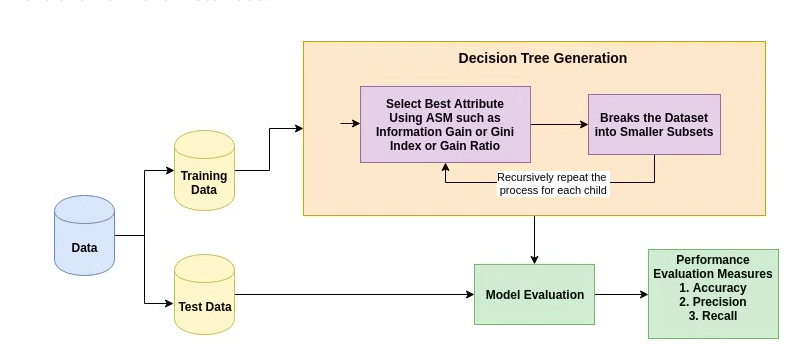 Decision Tree Generation
Select Best Attribute
Using ASM such as
Information Gain or Gini
Index or Gain Ratio
Breaks the Dataset
into Smaller Subsets
Recursively repeat the
process for each child
Training
Data
Data
Test Data
Model Evaluation
Performance
Evaluation Measures
1. Accuracy
2. Precision
3. Recall